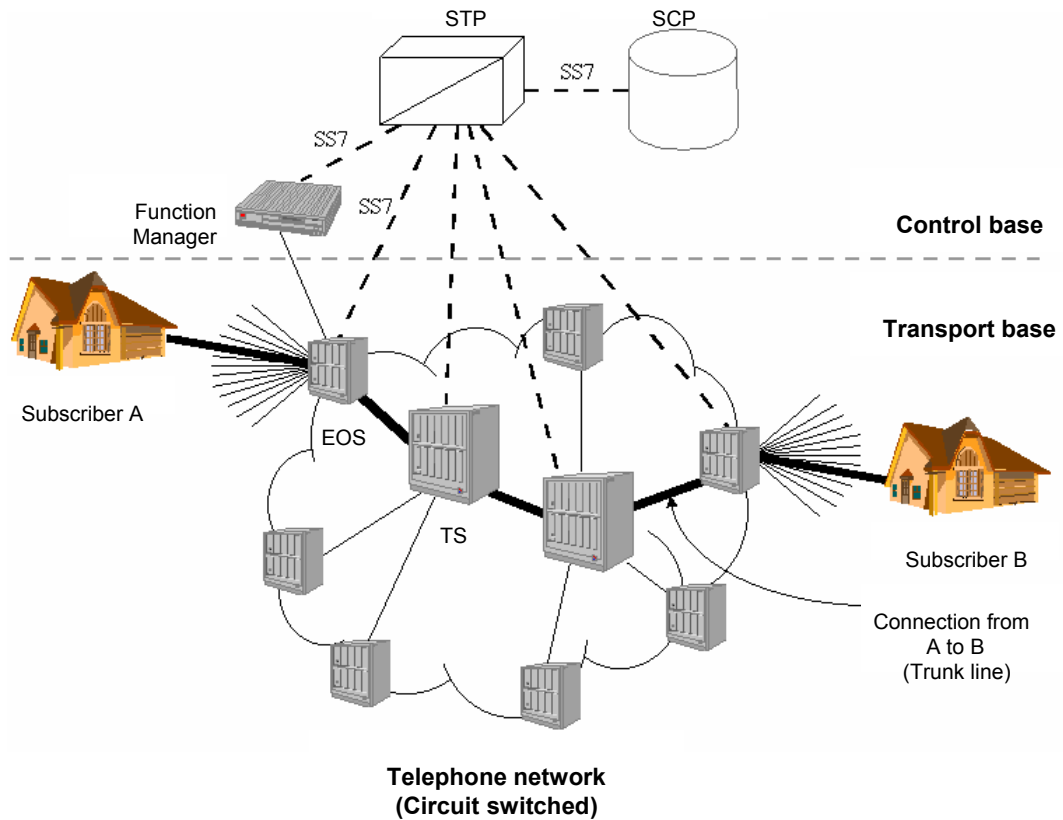 STP
SCP
SS7
SS7
SS7
Function
Manager
Control base
Transport base
Subscriber A
EOS
TS
Subscriber B
Connection from
A to B
(Trunk line)
Telephone network
(Circuit switched)